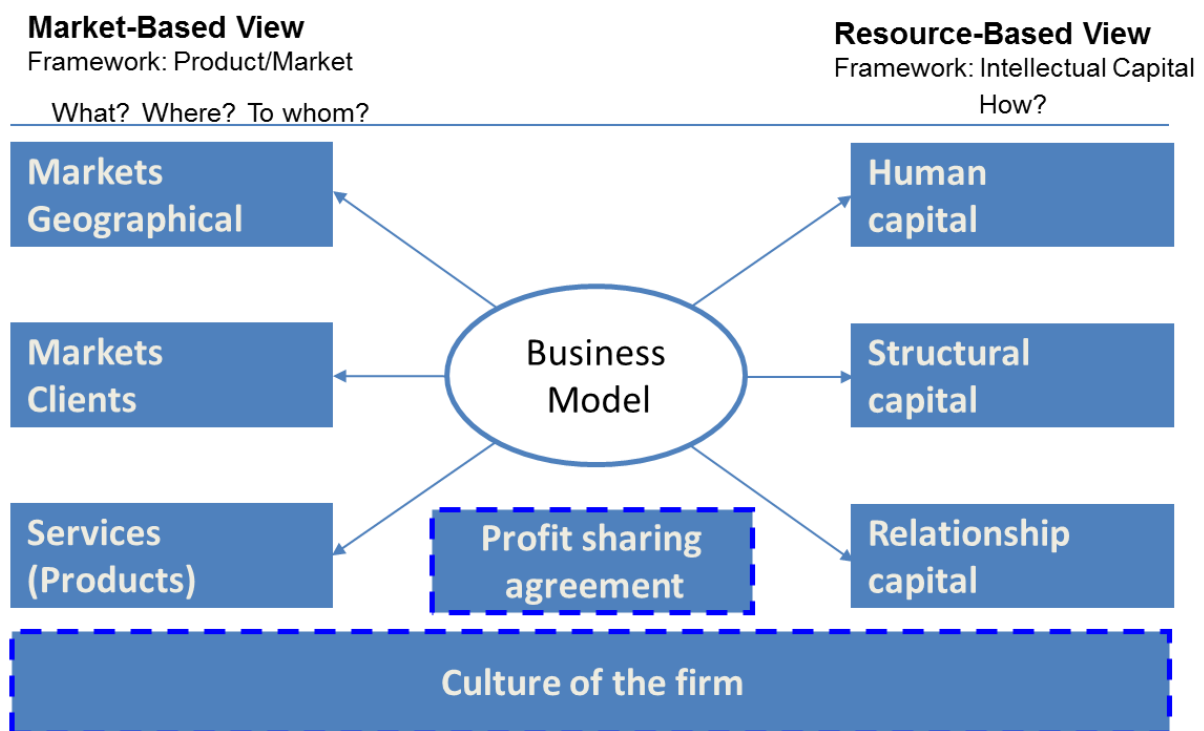 Market-Based View
Framework: Product/Market
What? Where? To whom?
Resource-Based View
Framework: Intellectual Capital
How?
Markets
Geographical
Human
capital
Markets
Clients
Business
Model
Structural
capital
Services
(Products)
Profit sharing
agreement
Relationship
capital
Culture of the firm